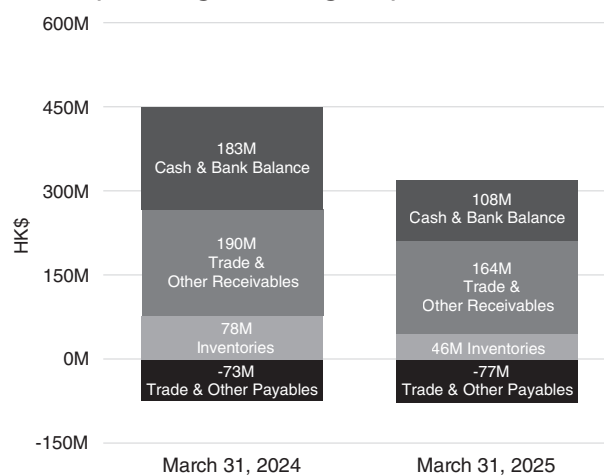 600M
450M
300M
150M
0M
-150M
HK$
183M
Cash & Bank Balance
190M
Trade &
Other Receivables
78M
Inventories
-73M
Trade & Other Payables
108M
Cash & Bank Balance
164M
Trade &
Other Receivables
46M Inventories
-77M
Trade & Other Payables
March 31, 2024
March 31, 2025